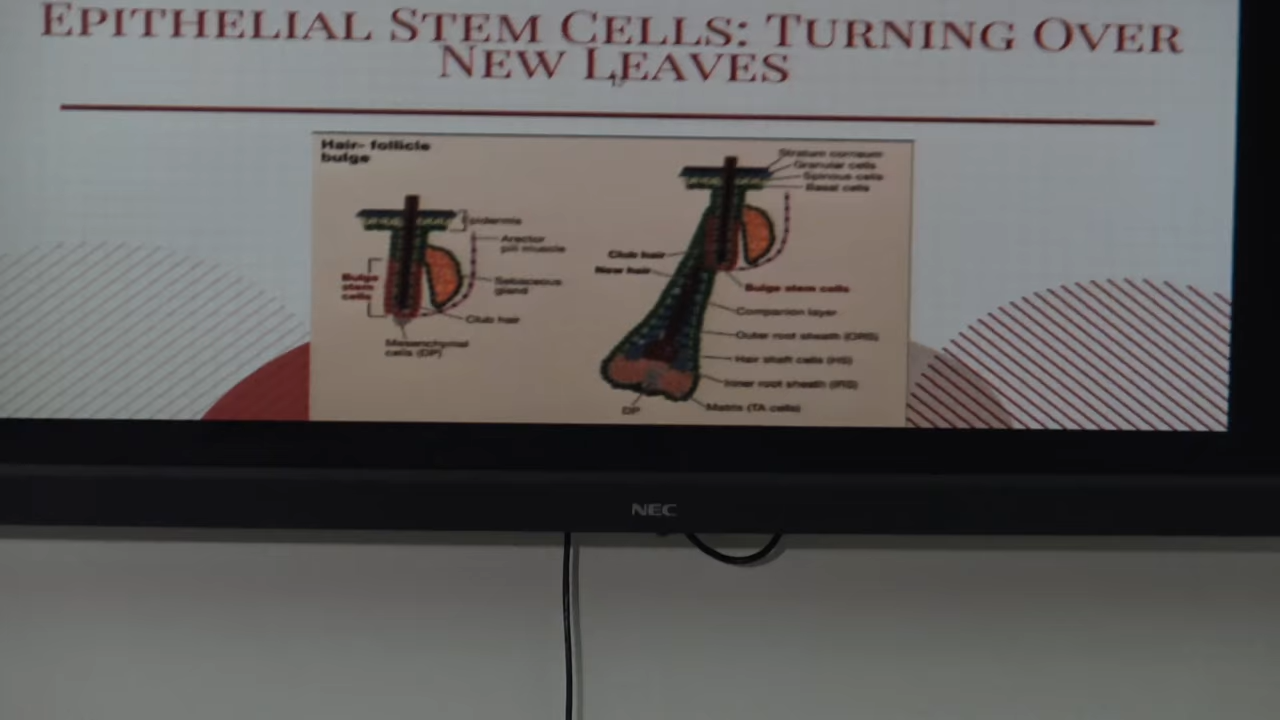 EPITHELIAL STEM CELLS: TURNING OVER
NEW LEAVES
Hair- follicle
bulge
Epidermis
Arector
pili muscle
Bulge
stem
cells
Sebaceous
gland
Club hair
Mesenchymal
cells (DP)
Stratum corneum
Granular cells
Spinous cells
Basal cells
Club hair
New hair
Bulge stem cells
Companion layer
Outer root sheath (ORS)
Hair shaft cells (HS)
Inner root sheath (IRS)
DP
Matrix (TA cells)
NEC